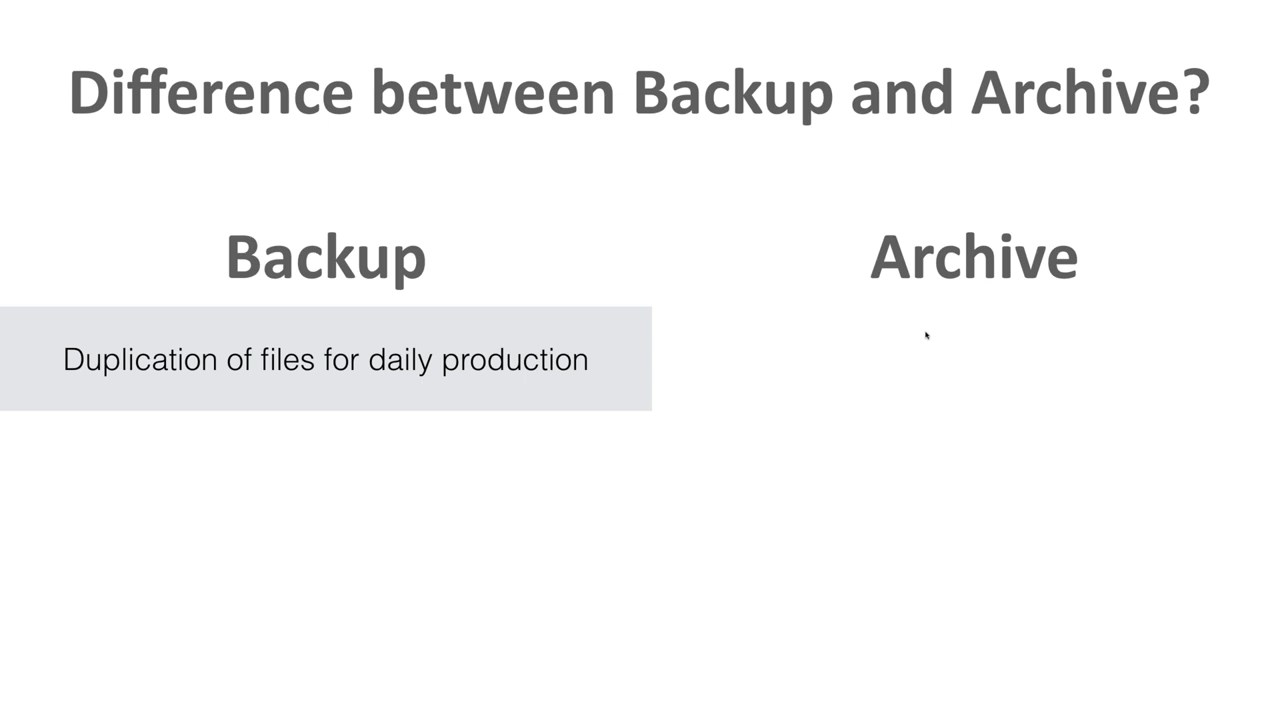 Difference between Backup and Archive?
Backup
Archive
Duplication of files for daily production